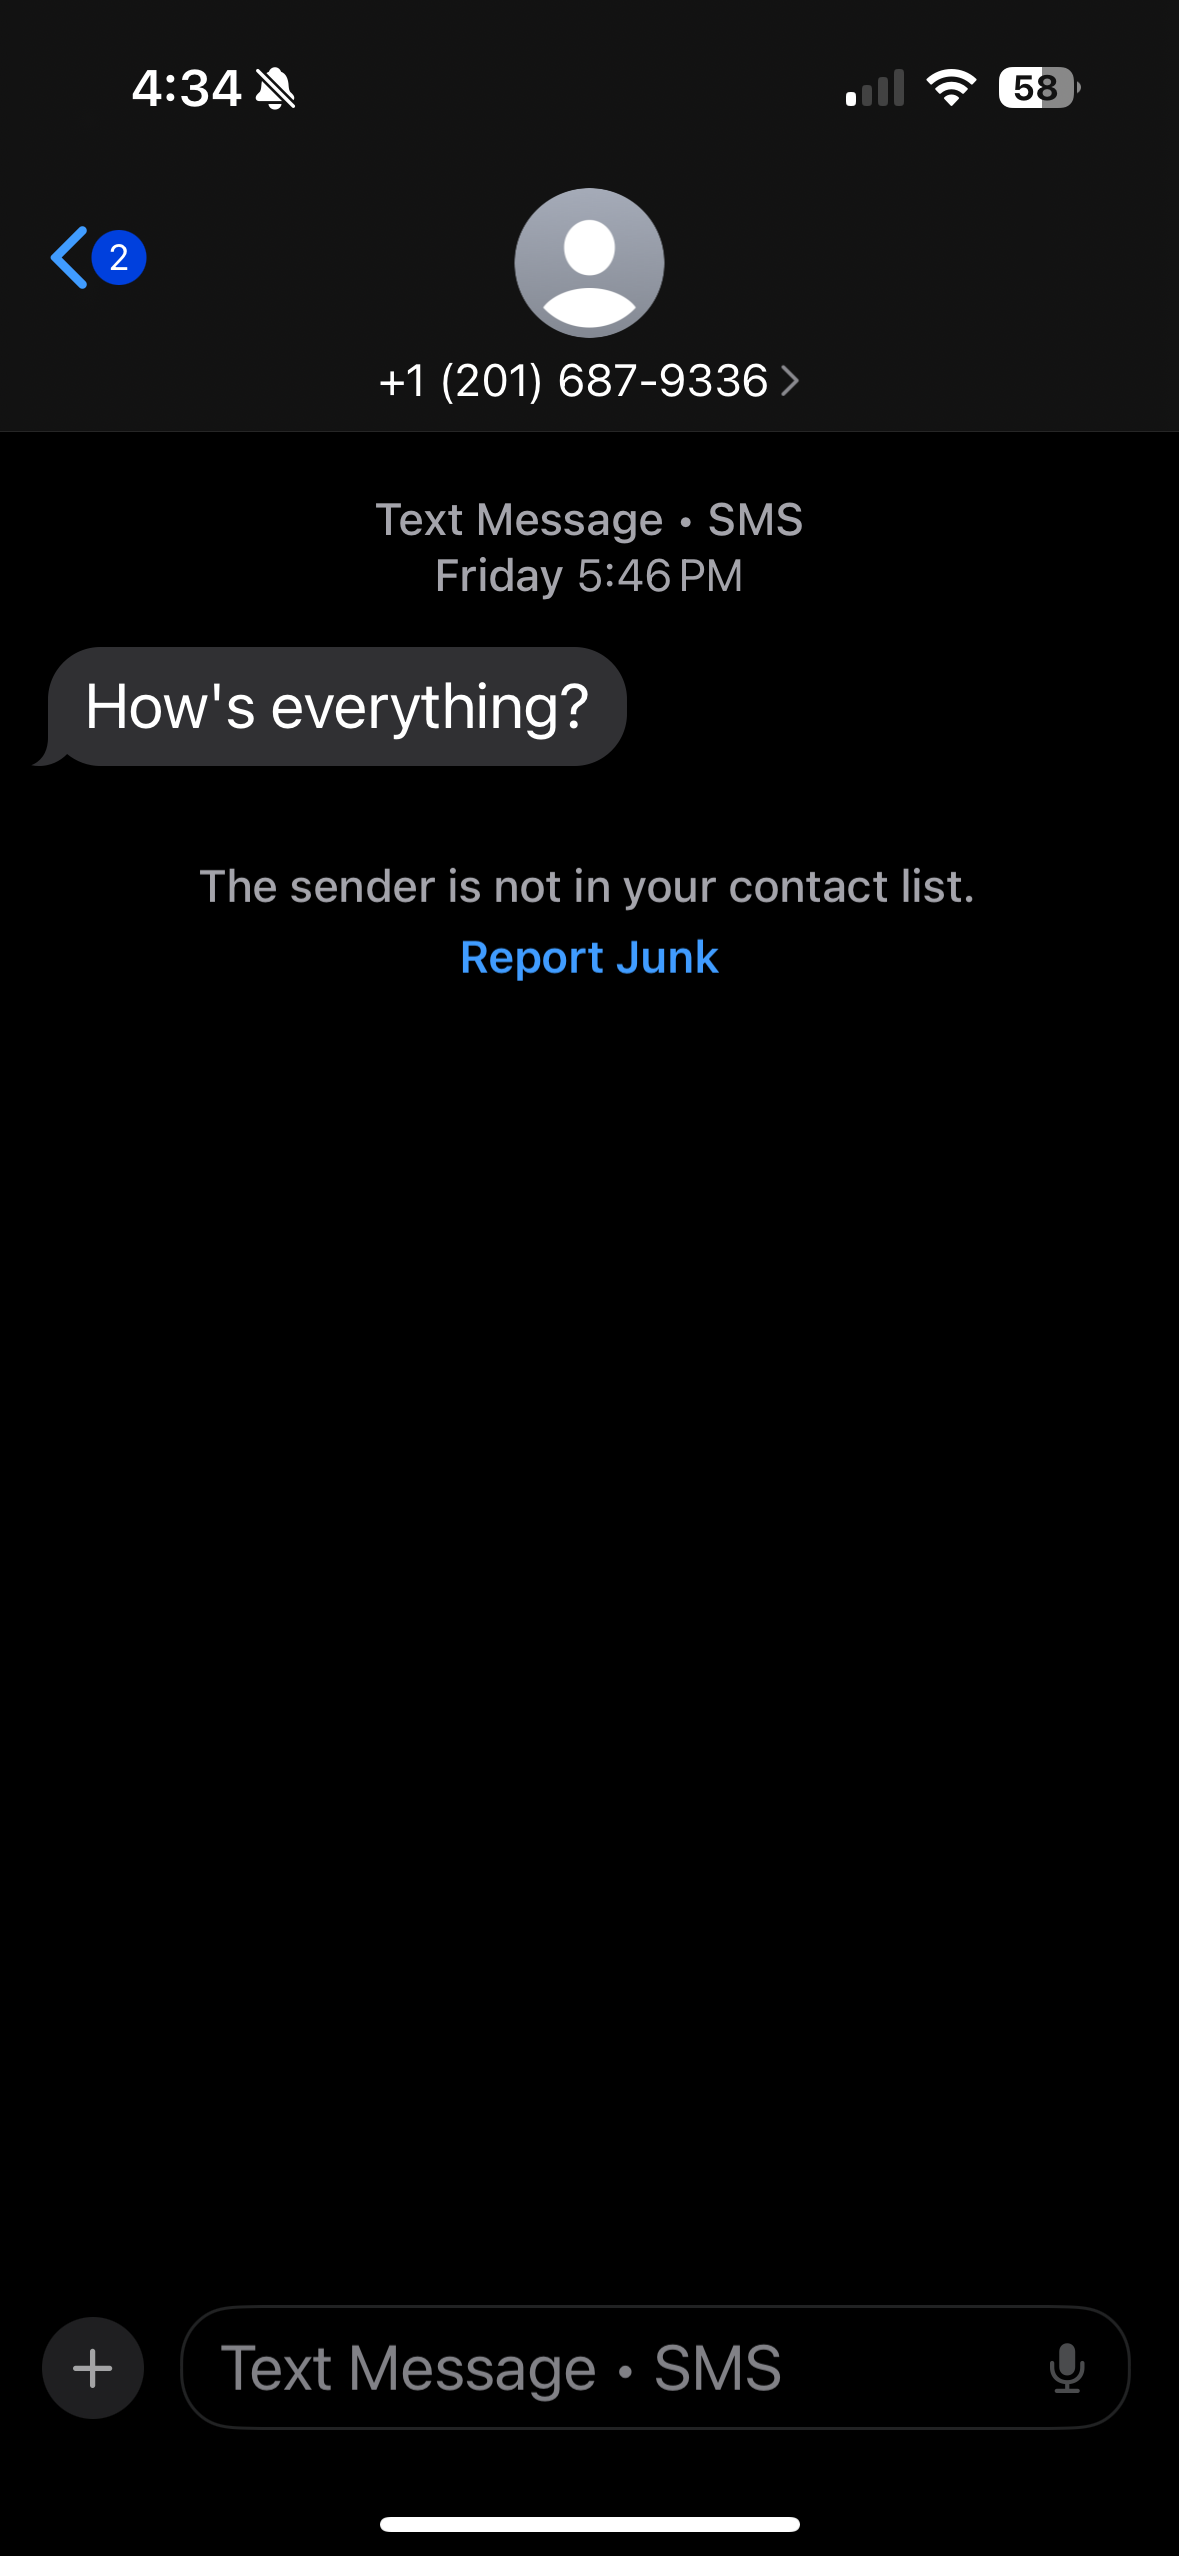 4:34
58
2
+1 (201) 687-9336
Text Message • SMS
Friday 5:46 PM
How's everything?
The sender is not in your contact list.
Report Junk
Text Message • SMS